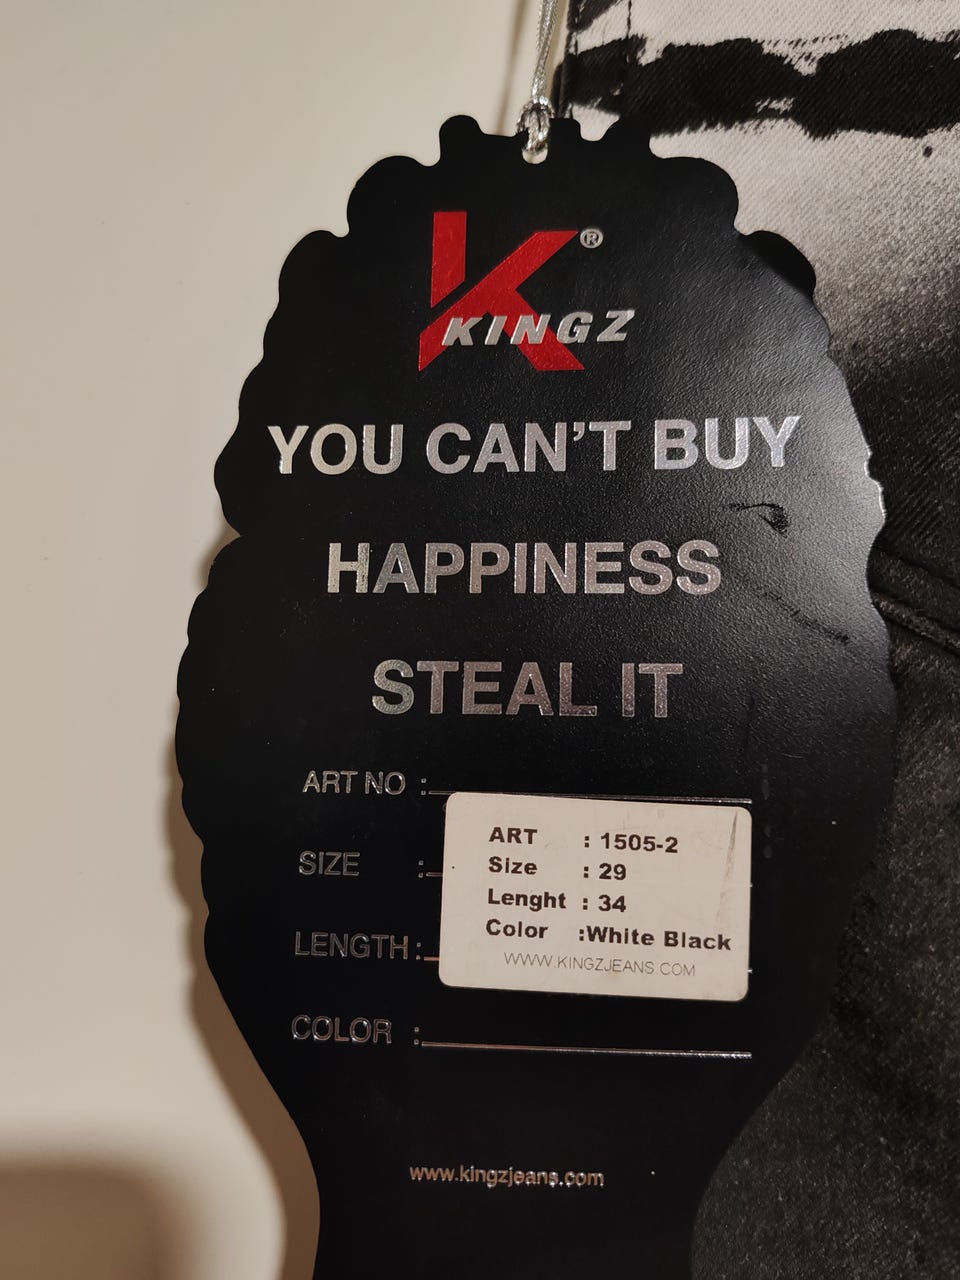 K
KINGZ®
YOU CAN'T BUY
HAPPINESS
STEAL IT
ART NO :
SIZE :
LENGTH :
COLOR :
ART : 1505-2
Size : 29
Lenght : 34
Color :White Black
WWW.KINGZJEANS.COM
www.kingzjeans.com